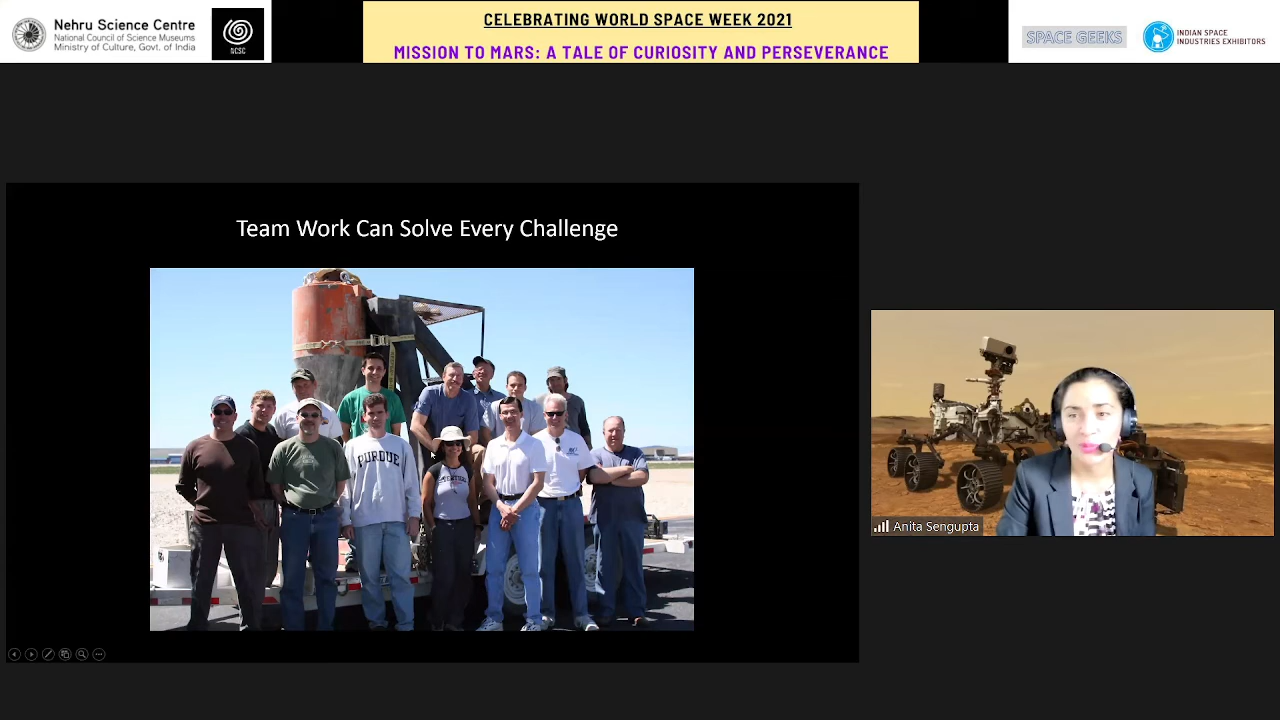 Nehru Science Centre
National Council of Science Museums
Ministry of Culture, Govt. of India
NCSC
CELEBRATING WORLD SPACE WEEK 2021
MISSION TO MARS: A TALE OF CURIOSITY AND PERSEVERANCE
SPACE GEEKS
INDIAN SPACE
INDUSTRIES EXHIBITORS
Team Work Can Solve Every Challenge
PURDUE
Anita Sengupta